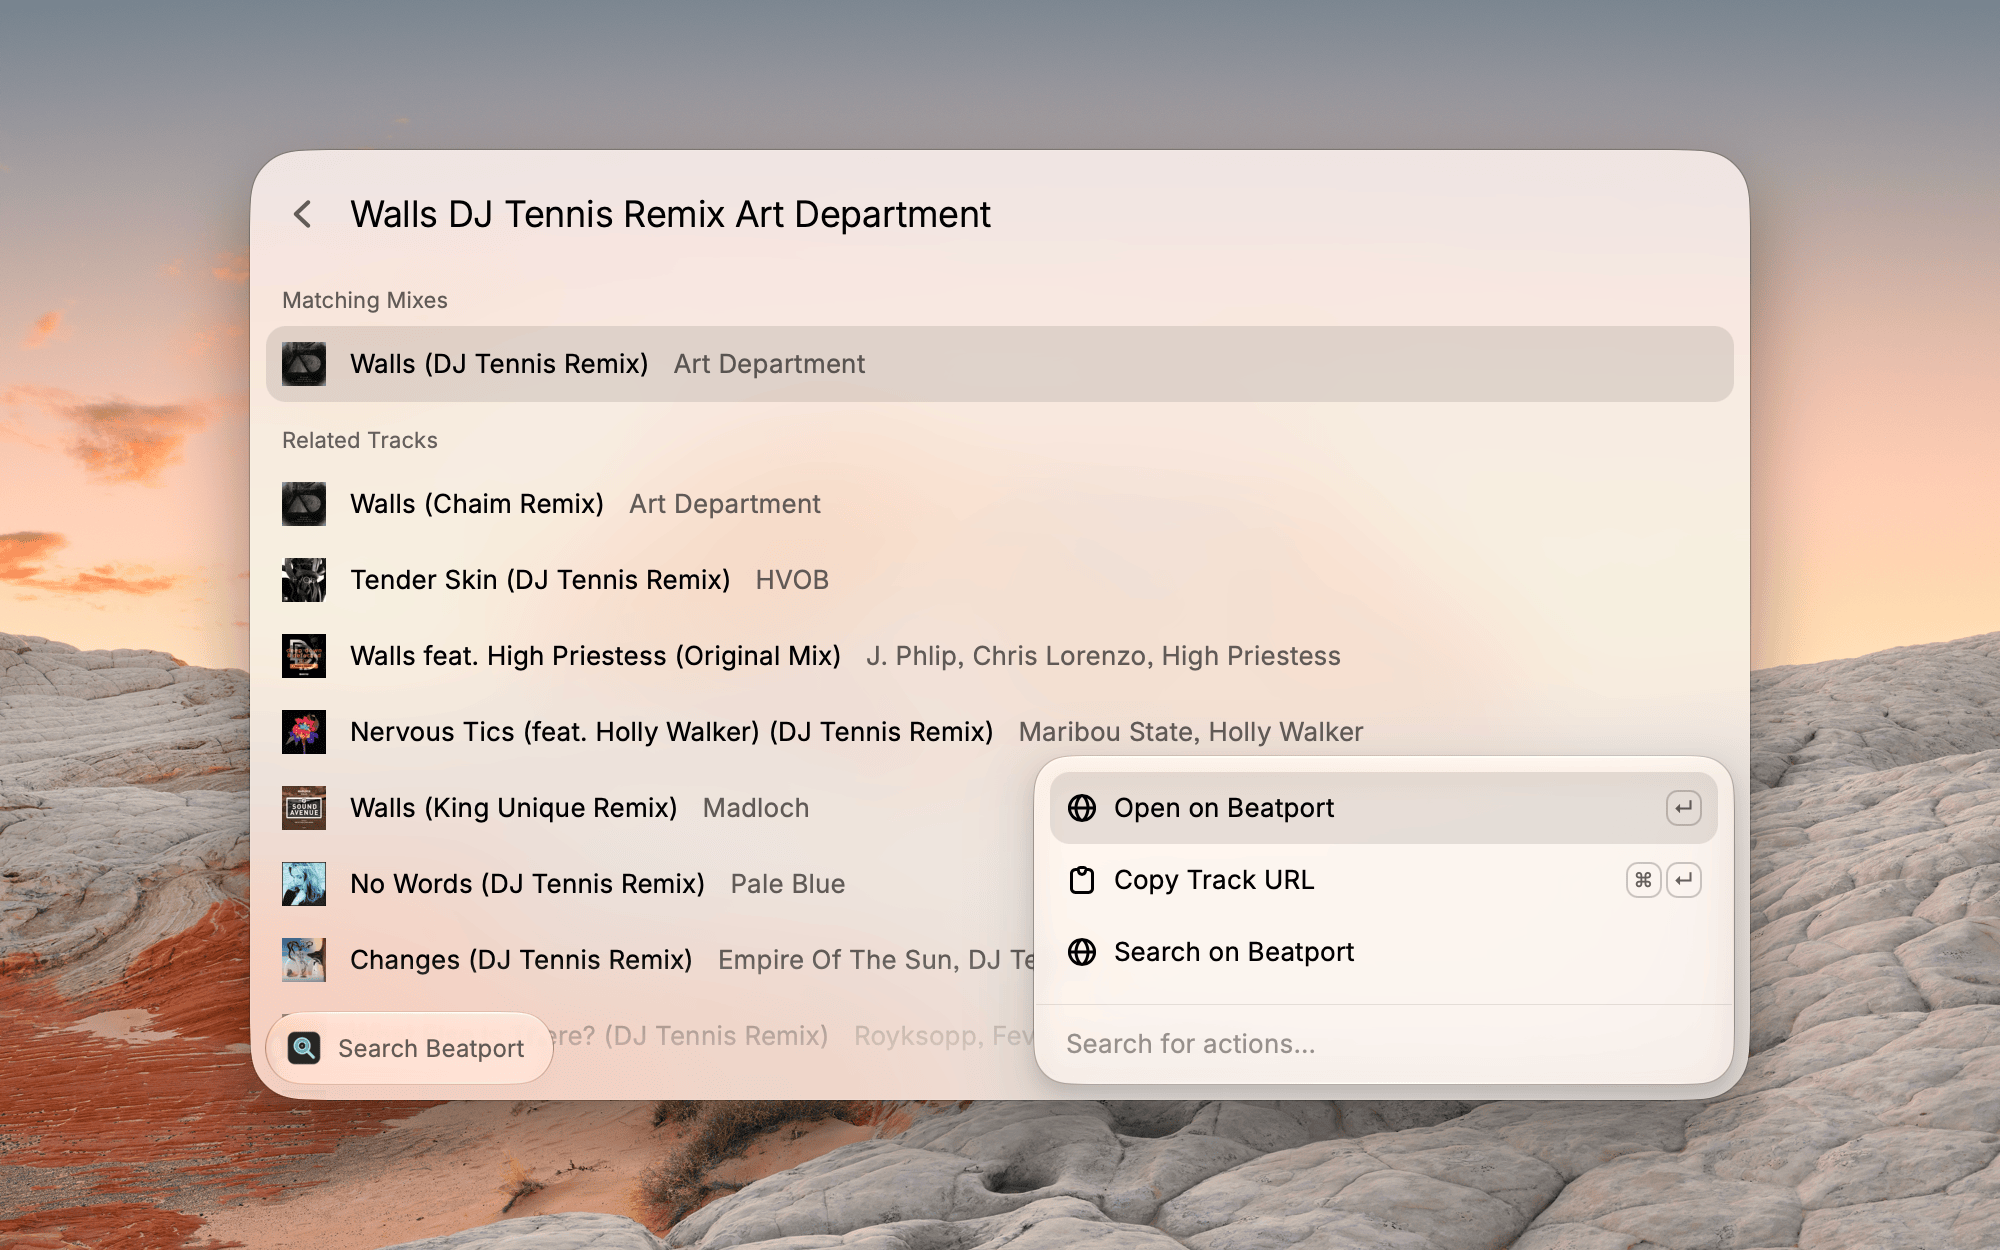 Walls DJ Tennis Remix Art Department
Matching Mixes
Walls (DJ Tennis Remix) Art Department
Related Tracks
Walls (Chaim Remix) Art Department
Tender Skin (DJ Tennis Remix) HVOB
Walls feat. High Priestess (Original Mix) J. Phlip, Chris Lorenzo, High Priestess
Nervous Tics (feat. Holly Walker) (DJ Tennis Remix) Maribou State, Holly Walker
SOUND AVENUE
Walls (King Unique Remix) Madloch
No Words (DJ Tennis Remix) Pale Blue
Changes (DJ Tennis Remix) Empire Of The Sun, DJ Te
ere? (DJ Tennis Remix) Royksopp, Fev
Search Beatport
Open on Beatport
Copy Track URL ⌘
Search on Beatport
Search for actions...